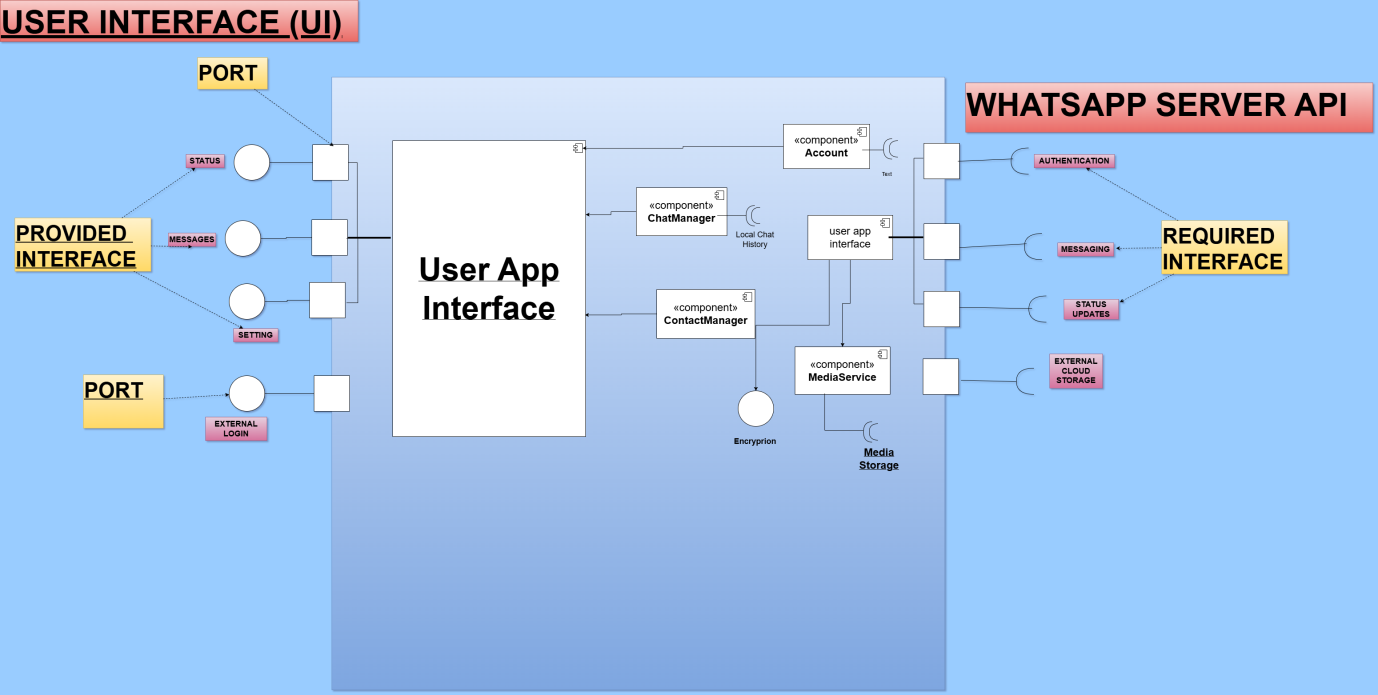 USER INTERFACE (UI)
PORT
WHATSAPP SERVER API
STATUS
MESSAGES
PROVIDED
INTERFACE
SETTING
PORT
EXTERNAL
LOGIN
User App
Interface
«component»
Account
Text
«component»
ChatManager
Local Chat
History
user app
interface
«component»
ContactManager
«component»
MediaService
Encryprion
Media
Storage
AUTHENTICATION
MESSAGING
REQUIRED
INTERFACE
STATUS
UPDATES
EXTERNAL
CLOUD
STORAGE